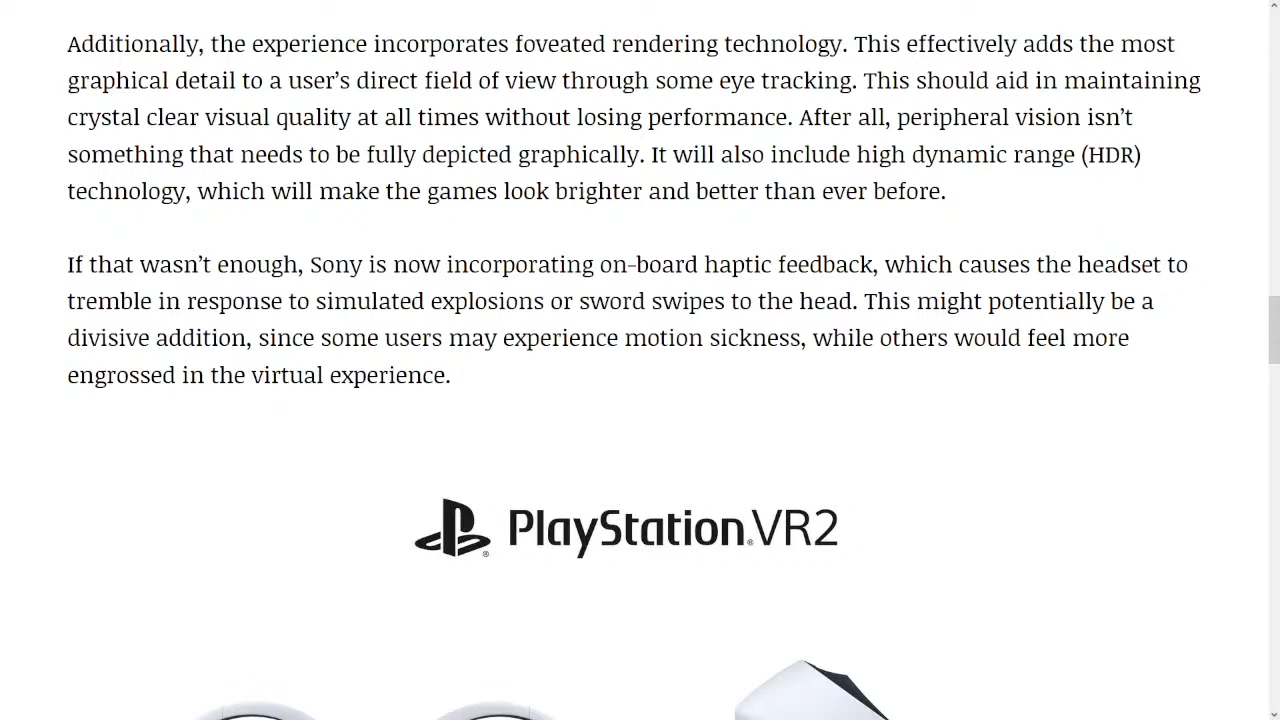 Additionally, the experience incorporates foveated rendering technology. This effectively adds the most
graphical detail to a user’s direct field of view through some eye tracking. This should aid in maintaining
crystal clear visual quality at all times without losing performance. After all, peripheral vision isn’t
something that needs to be fully depicted graphically. It will also include high dynamic range (HDR)
technology, which will make the games look brighter and better than ever before.
If that wasn’t enough, Sony is now incorporating on-board haptic feedback, which causes the headset to
tremble in response to simulated explosions or sword swipes to the head. This might potentially be a
divisive addition, since some users may experience motion sickness, while others would feel more
engrossed in the virtual experience.
® PlayStation®VR2